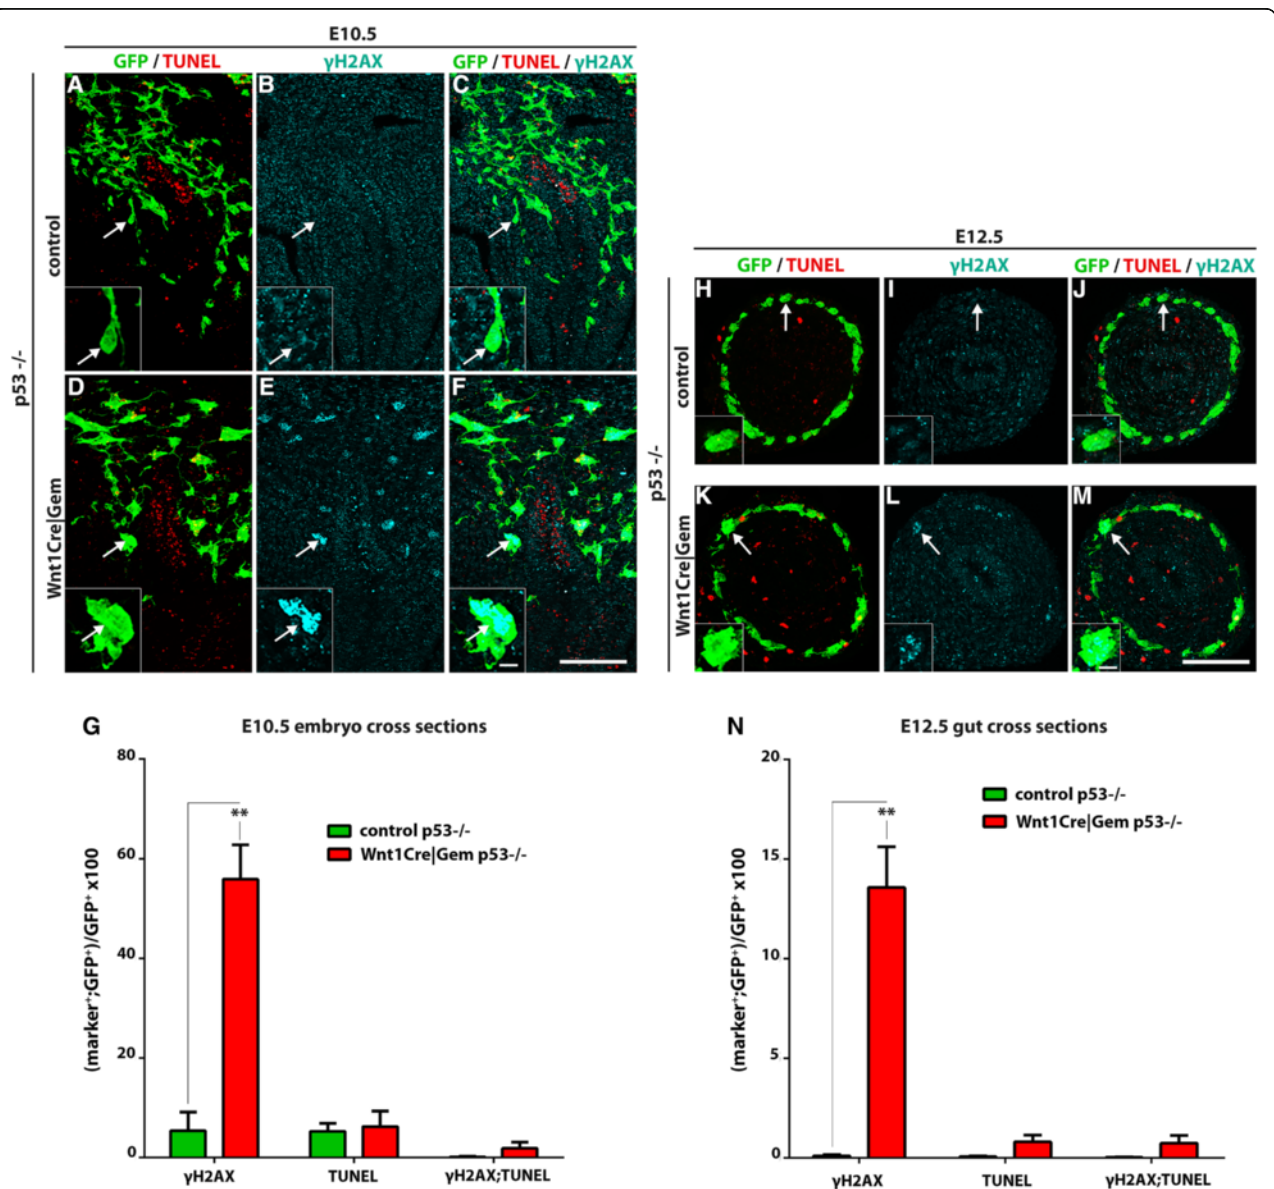 E10.5
GFP / TUNEL
γH2AX
GFP / TUNEL / γH2AX
A
B
C
control
D
E
F
Wnt1Cre|Gem
p53 -/-
E12.5
GFP / TUNEL
γH2AX
GFP / TUNEL / γH2AX
H
I
J
control
K
L
M
Wnt1Cre|Gem
p53 -/-
G
E10.5 embryo cross sections
80
60
40
20
0
(marker⁺;GFP⁺)/GFP⁺ x100
**
control p53-/-
Wnt1Cre|Gem p53-/-
γH2AX
TUNEL
γH2AX;TUNEL
N
E12.5 gut cross sections
20
15
10
5
0
(marker⁺;GFP⁺)/GFP⁺ x100
**
control p53-/-
Wnt1Cre|Gem p53-/-
γH2AX
TUNEL
γH2AX;TUNEL